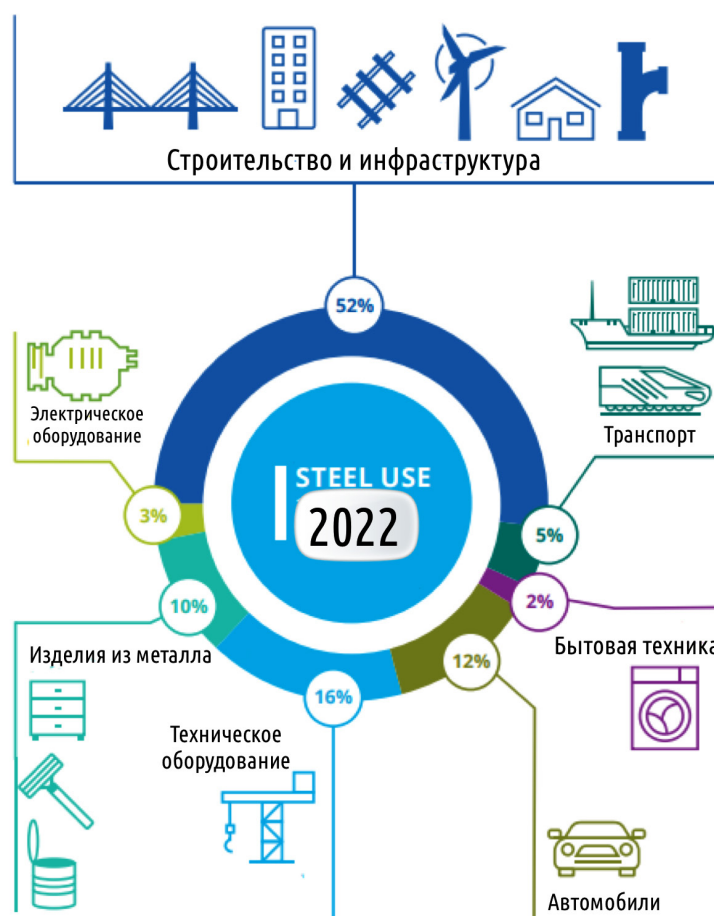 Строительство и инфраструктура
52%
Электрическое
оборудование
Транспорт
STEEL USE
2022
3%
5%
10%
2%
Изделия из металла
Бытовая техника
12%
16%
Техническое
оборудование
Автомобили